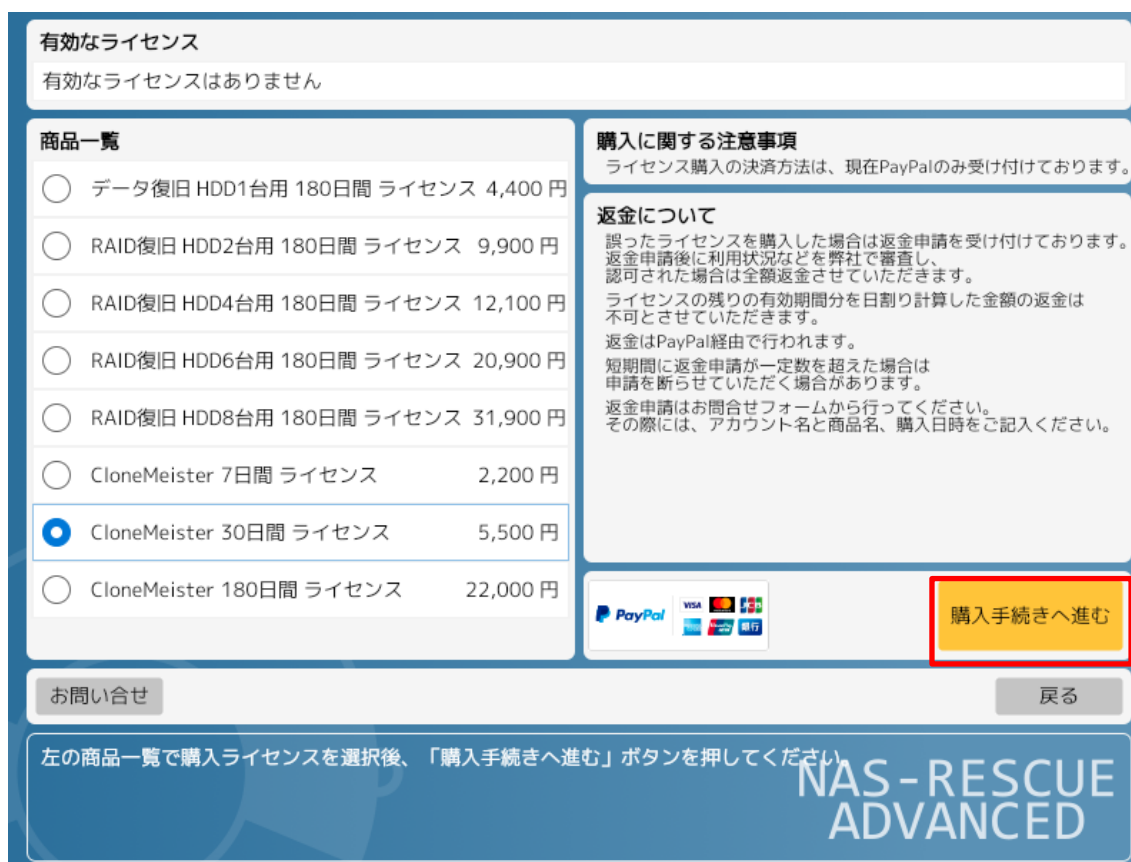 有効なライセンス
有効なライセンスはありません
商品一覧
データ復旧 HDD1台用 180日間 ライセンス 4,400 円
RAID復旧 HDD2台用 180日間 ライセンス 9,900 円
RAID復旧 HDD4台用 180日間 ライセンス 12,100 円
RAID復旧 HDD6台用 180日間 ライセンス 20,900 円
RAID復旧 HDD8台用 180日間 ライセンス 31,900 円
CloneMeister 7日間 ライセンス 2,200 円
CloneMeister 30日間 ライセンス 5,500 円
CloneMeister 180日間 ライセンス 22,000 円
購入に関する注意事項
ライセンス購入の決済方法は、現在PayPalのみ受け付けております。
返金について
誤ったライセンスを購入した場合は返金申請を受け付けております。
返金申請後に利用状況などを弊社で審査し、
認可された場合は全額返金させていただきます。
ライセンスの残りの有効期間分を日割り計算した金額の返金は
不可とさせていただきます。
返金はPayPal経由で行われます。
短期間に返金申請が一定数を超えた場合は
申請を断らせていただく場合があります。
返金申請はお問合せフォームから行ってください。
その際には、アカウント名と商品名、購入日時をご記入ください。
PayPal VISA JCB 銀行
購入手続きへ進む
お問い合せ
戻る
左の商品一覧で購入ライセンスを選択後、「購入手続きへ進む」ボタンを押してください。
NAS-RESCUE
ADVANCED